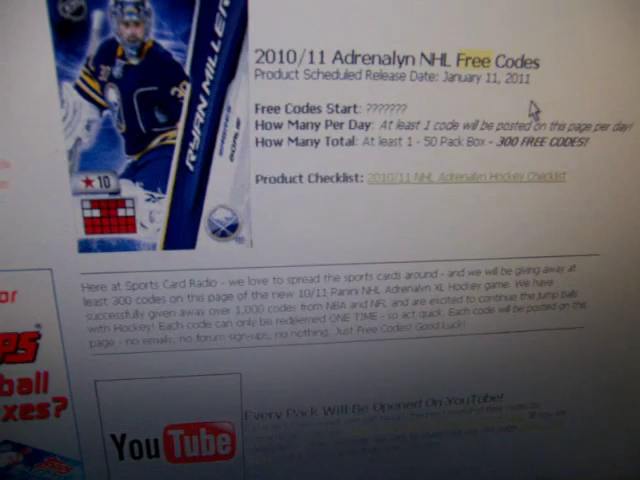 RYAN MILLER
SABRES
GOALIE
★10
2010/11 Adrenalyn NHL Free Codes
Product Scheduled Release Date: January 11, 2011
Free Codes Start: ???????
How Many Per Day: At least 1 code will be posted on this page per day!
How Many Total: At least 1 - 50 Pack Box - 300 FREE CODES!
Product Checklist: 2010/11 NHL Adrenalyn Hockey Checklist
Here at Sports Card Radio - we love to spread the sports cards around - and we will be giving away at
least 300 codes on this page of the new 10/11 Panini NHL Adrenalyn XL Hockey game. We have
successfully given away over 1,000 codes from NBA and NFL and are excited to continue the jump balls
with Hockey! Each code can only be redeemed ONE TIME - so act quick. Each code will be posted on this
page - no emails, no forum sign-ups, no nothing. Just Free Codes! Good Luck!
or
PS
ball
xes?
Every Pack Will Be Opened On YouTube!
YouTube